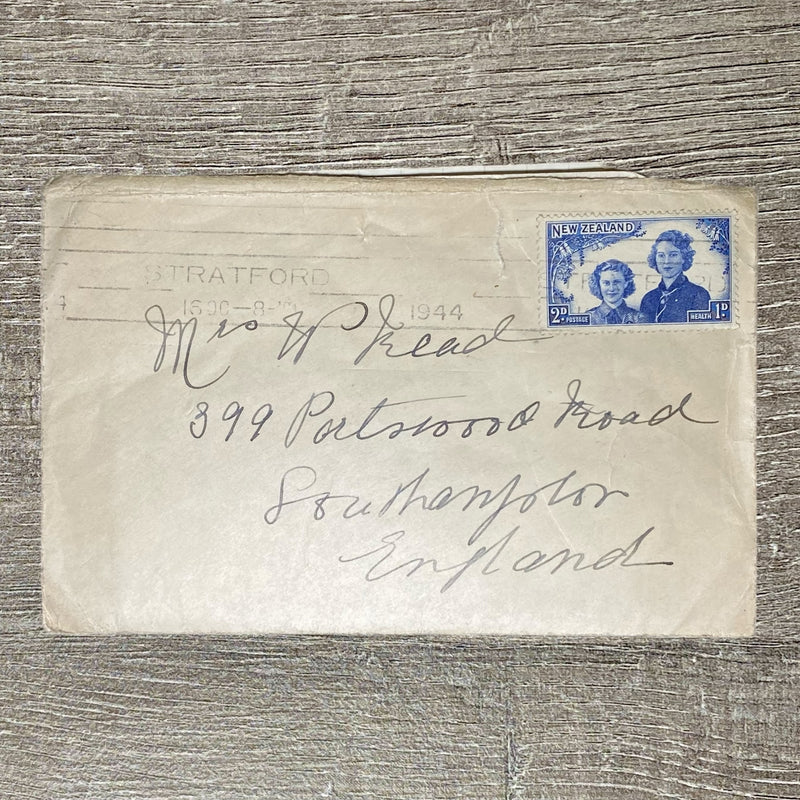 NEW ZEALAND
2D POSTAGE HEALTH 1D
STRATFORD
1944
Mrs W Read
399 Portswood Road
Southampton
England